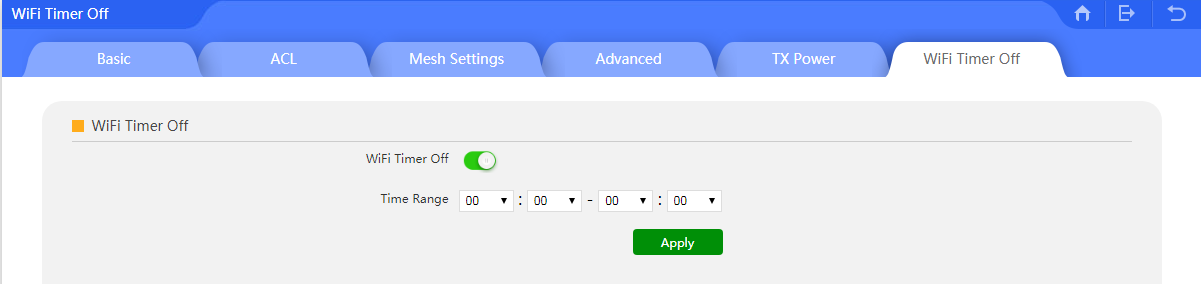 WiFi Timer Off
Basic ACL Mesh Settings Advanced TX Power WiFi Timer Off
WiFi Timer Off
WiFi Timer Off
Time Range 00 : 00 - 00 : 00
Apply